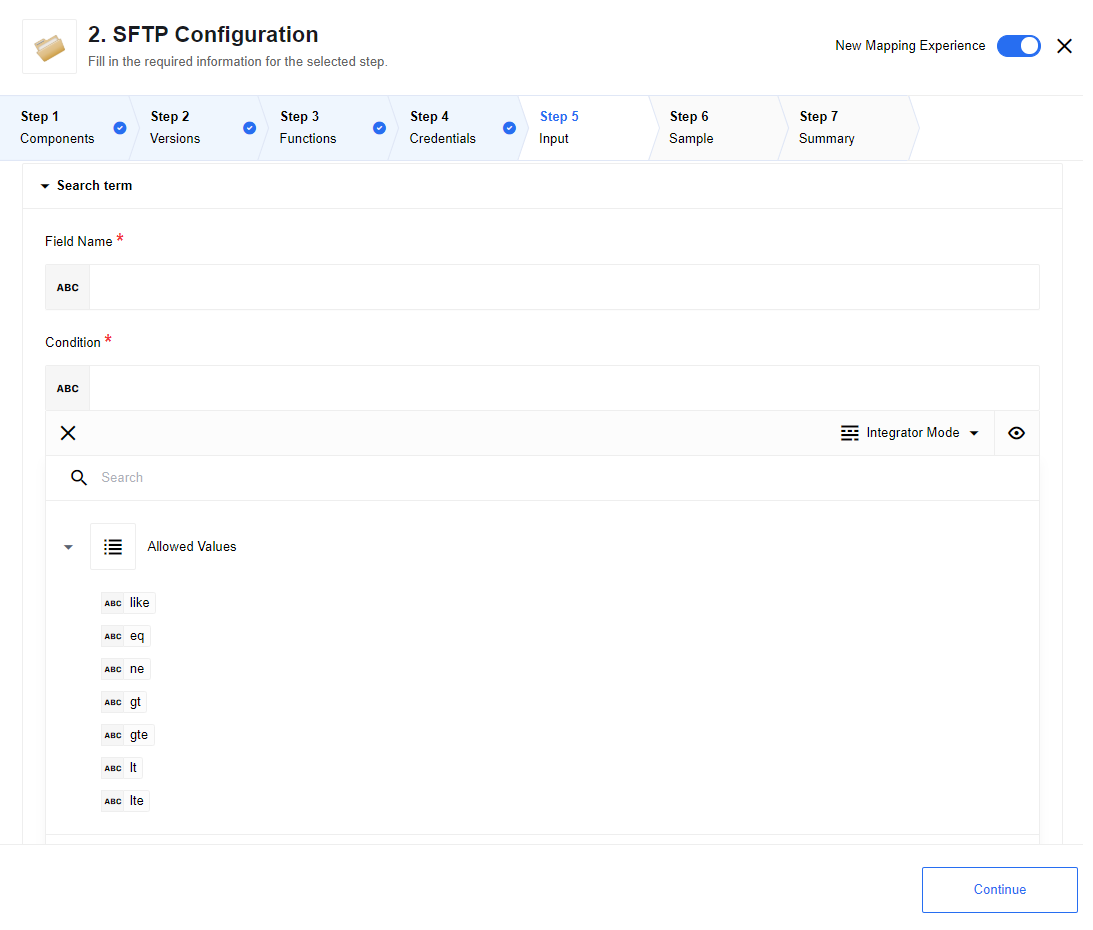 2. SFTP Configuration
Fill in the required information for the selected step.
New Mapping Experience
Step 1
Components
Step 2
Versions
Step 3
Functions
Step 4
Credentials
Step 5
Input
Step 6
Sample
Step 7
Summary
Search term
Field Name *
ABC
Condition *
ABC
Integrator Mode
Search
Allowed Values
ABC like
ABC eq
ABC ne
ABC gt
ABC gte
ABC lt
ABC lte
Continue